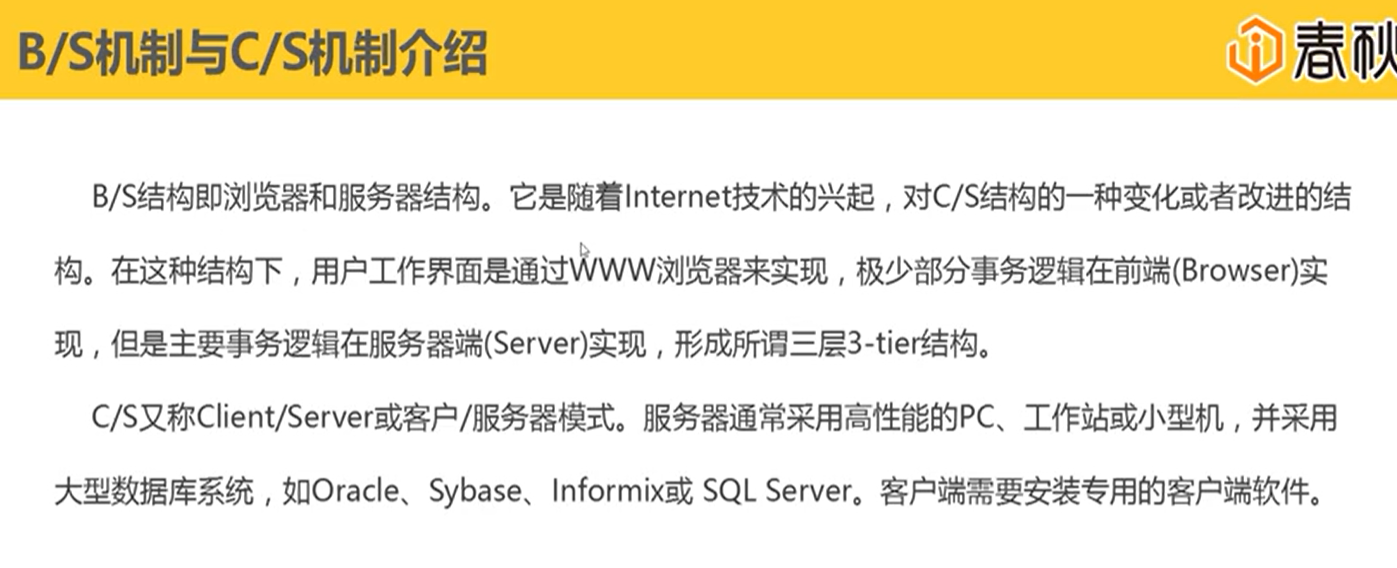 B/S机制与C/S机制介绍
春秋
B/S结构即浏览器和服务器结构。它是随着Internet技术的兴起，对C/S结构的一种变化或者改进的结
构。在这种结构下，用户工作界面是通过WWW浏览器来实现，极少部分事务逻辑在前端(Browser)实
现，但是主要事务逻辑在服务器端(Server)实现，形成所谓三层3-tier结构。
C/S又称Client/Server或客户/服务器模式。服务器通常采用高性能的PC、工作站或小型机，并采用
大型数据库系统，如Oracle、Sybase、Informix或 SQL Server。客户端需要安装专用的客户端软件。